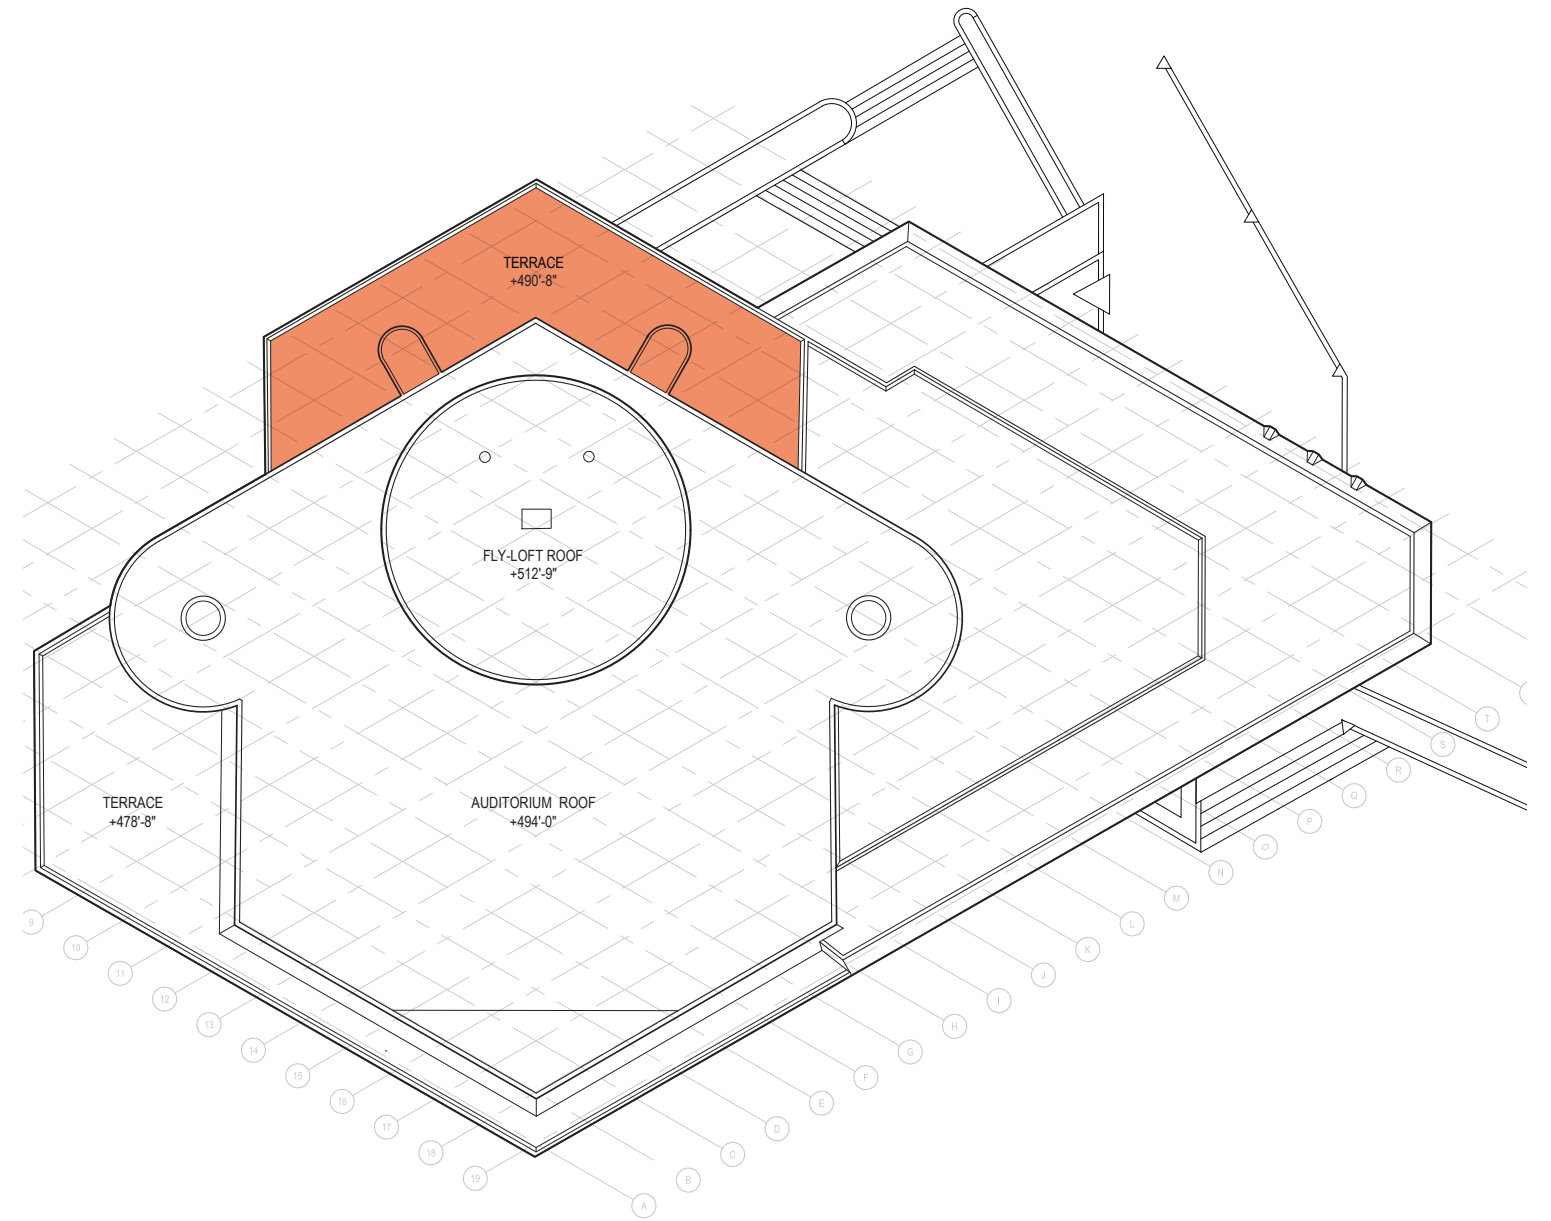 TERRACE
+490'-8"
FLY-LOFT ROOF
+512'-9"
TERRACE
+478'-8"
AUDITORIUM ROOF
+494'-0"
T
S
R
Q
P
O
N
M
L
K
J
I
H
G
F
E
D
C
B
A
9
10
11
12
13
14
15
16
17
18
19